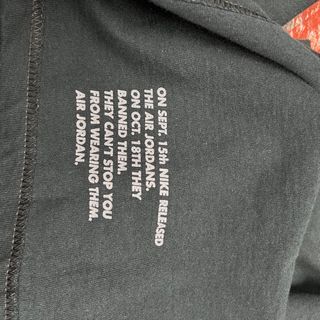 ON SEPT. 15th NIKE RELEASED
THE AIR JORDANS.
ON OCT. 18TH THEY
BANNED THEM.
THEY CAN'T STOP YOU
FROM WEARING THEM.
AIR JORDAN.